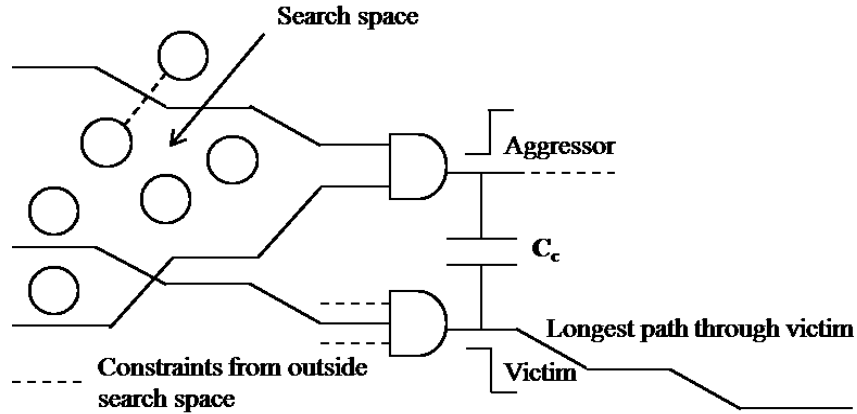 Search space
Aggressor
Cc
Longest path through victim
Constraints from outside
search space
Victim